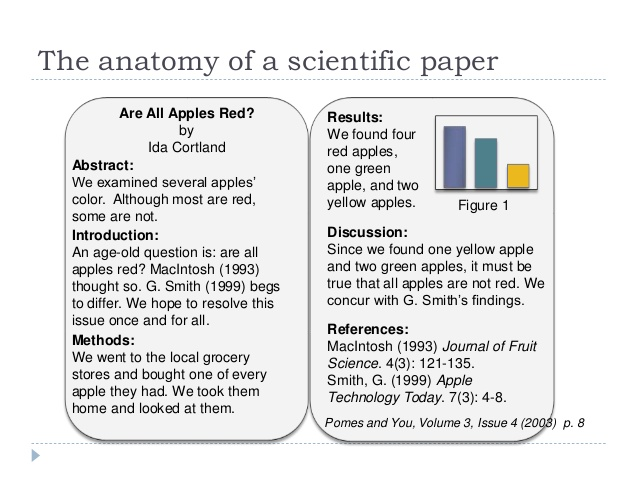 The anatomy of a scientific paper
Are All Apples Red?
by
Ida Cortland
Abstract:
We examined several apples’
color.  Although most are red,
some are not.
Introduction:
An age-old question is: are all
apples red? MacIntosh (1993)
thought so. G. Smith (1999) begs
to differ. We hope to resolve this
issue once and for all.
Methods:
We went to the local grocery
stores and bought one of every
apple they had. We took them
home and looked at them.
Results:
We found four
red apples,
one green
apple, and two
yellow apples.
Figure 1
Discussion:
Since we found one yellow apple
and two green apples, it must be
true that all apples are not red. We
concur with G. Smith’s findings.
References:
MacIntosh (1993) Journal of Fruit
Science. 4(3): 121-135.
Smith, G. (1999) Apple
Technology Today. 7(3): 4-8.
Pomes and You, Volume 3, Issue 4 (2003)  p. 8